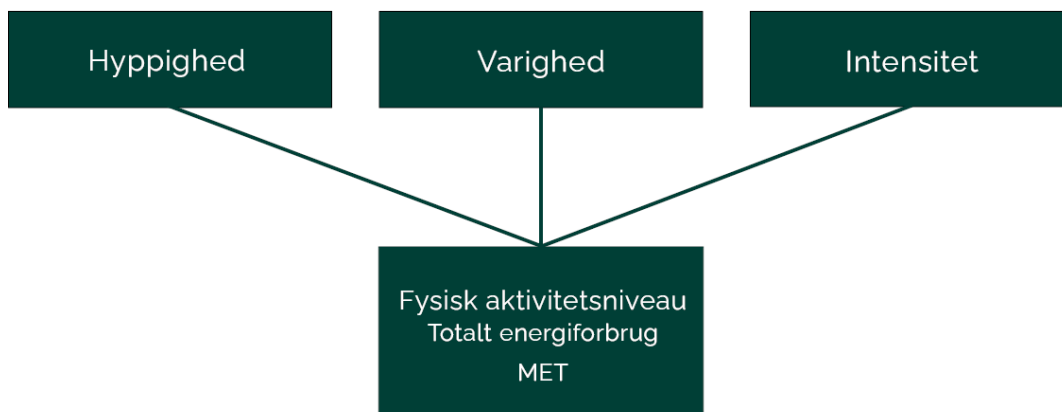 Hyppighed
Varighed
Intensitet
Fysisk aktivitetsniveau
Totalt energiforbrug
MET